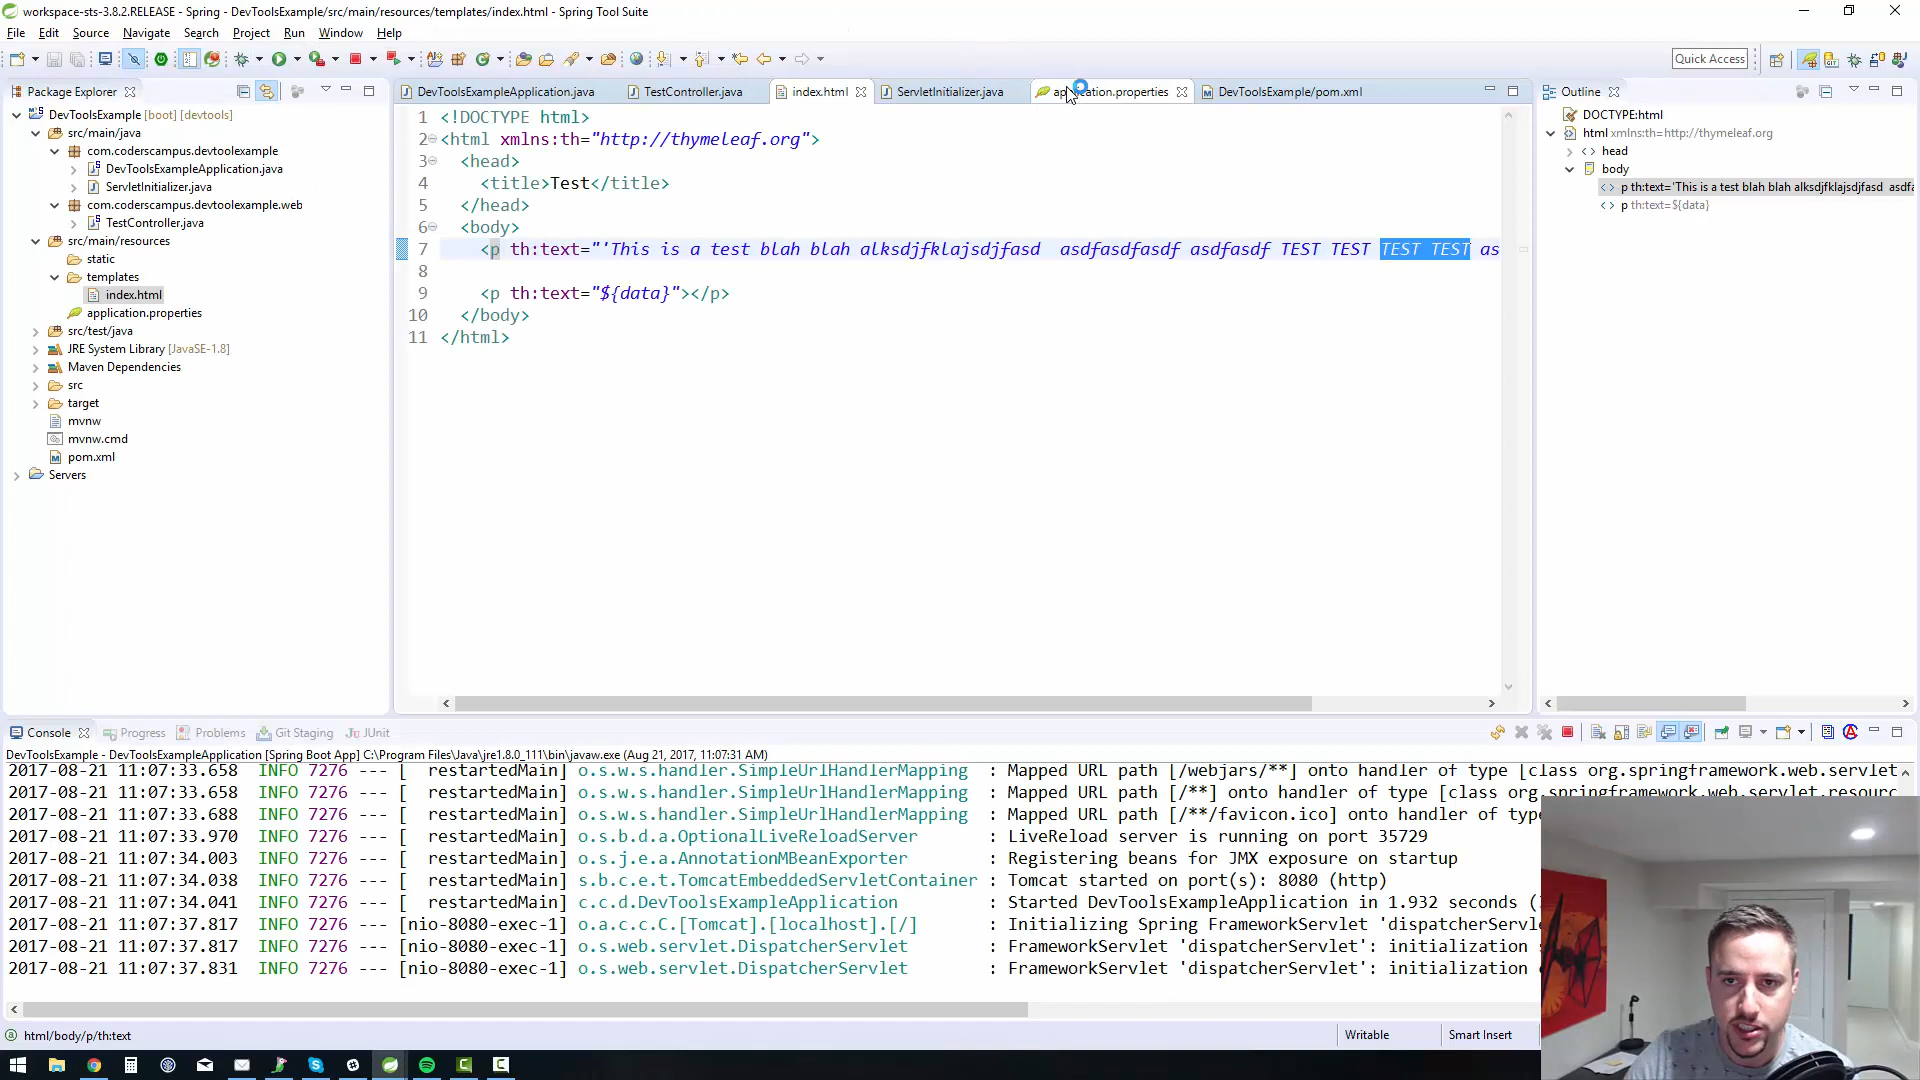 workspace-sts-3.8.2.RELEASE - Spring - DevToolsExample/src/main/resources/templates/index.html - Spring Tool Suite
File Edit Source Navigate Search Project Run Window Help
Quick Access
Package Explorer
DevToolsExampleApplication.java TestController.java index.html ServletInitializer.java application.properties DevToolsExample/pom.xml
Outline
DevToolsExample [boot] [devtools]
src/main/java
com.coderscampus.devtoolexample
DevToolsExampleApplication.java
ServletInitializer.java
com.coderscampus.devtoolexample.web
TestController.java
src/main/resources
static
templates
index.html
application.properties
src/test/java
JRE System Library [JavaSE-1.8]
Maven Dependencies
src
target
mvnw
mvnw.cmd
pom.xml
Servers
1 <!DOCTYPE html>
2 <html xmlns:th="http://thymeleaf.org">
3 <head>
4 <title>Test</title>
5 </head>
6 <body>
7 <p th:text="'This is a test blah blah alksdjfklajsdjfasd  asdfasdfasdf asdfasdf TEST TEST TEST TEST as
8
9 <p th:text="${data}"></p>
10 </body>
11 </html>
DOCTYPE:html
html xmlns:th=http://thymeleaf.org
head
body
p th:text='This is a test blah blah alksdjfklajsdjfasd  asdfa
p th:text=${data}
Console Progress Problems Git Staging JUnit
DevToolsExample - DevToolsExampleApplication [Spring Boot App] C:\Program Files\Java\jre1.8.0_111\bin\javaw.exe (Aug 21, 2017, 11:07:31 AM)
2017-08-21 11:07:33.658  INFO 7276 --- [  restartedMain] o.s.w.s.handler.SimpleUrlHandlerMapping  : Mapped URL path [/webjars/**] onto handler of type [class org.springframework.web.servlet
2017-08-21 11:07:33.658  INFO 7276 --- [  restartedMain] o.s.w.s.handler.SimpleUrlHandlerMapping  : Mapped URL path [/**] onto handler of type [class org.springframework.web.servlet.resourc
2017-08-21 11:07:33.688  INFO 7276 --- [  restartedMain] o.s.w.s.handler.SimpleUrlHandlerMapping  : Mapped URL path [/**/favicon.ico] onto handler of type
2017-08-21 11:07:33.970  INFO 7276 --- [  restartedMain] o.s.b.d.a.OptionalLiveReloadServer  : LiveReload server is running on port 35729
2017-08-21 11:07:34.003  INFO 7276 --- [  restartedMain] o.s.j.e.a.AnnotationMBeanExporter  : Registering beans for JMX exposure on startup
2017-08-21 11:07:34.038  INFO 7276 --- [  restartedMain] s.b.c.e.t.TomcatEmbeddedServletContainer : Tomcat started on port(s): 8080 (http)
2017-08-21 11:07:34.041  INFO 7276 --- [  restartedMain] c.c.d.DevToolsExampleApplication  : Started DevToolsExampleApplication in 1.932 seconds (
2017-08-21 11:07:37.817  INFO 7276 --- [nio-8080-exec-1] o.a.c.c.C.[Tomcat].[localhost].[/]  : Initializing Spring FrameworkServlet 'dispatcherServl
2017-08-21 11:07:37.817  INFO 7276 --- [nio-8080-exec-1] o.s.web.servlet.DispatcherServlet  : FrameworkServlet 'dispatcherServlet': initialization
2017-08-21 11:07:37.831  INFO 7276 --- [nio-8080-exec-1] o.s.web.servlet.DispatcherServlet  : FrameworkServlet 'dispatcherServlet': initialization
html/body/p/th:text
Writable
Smart Insert